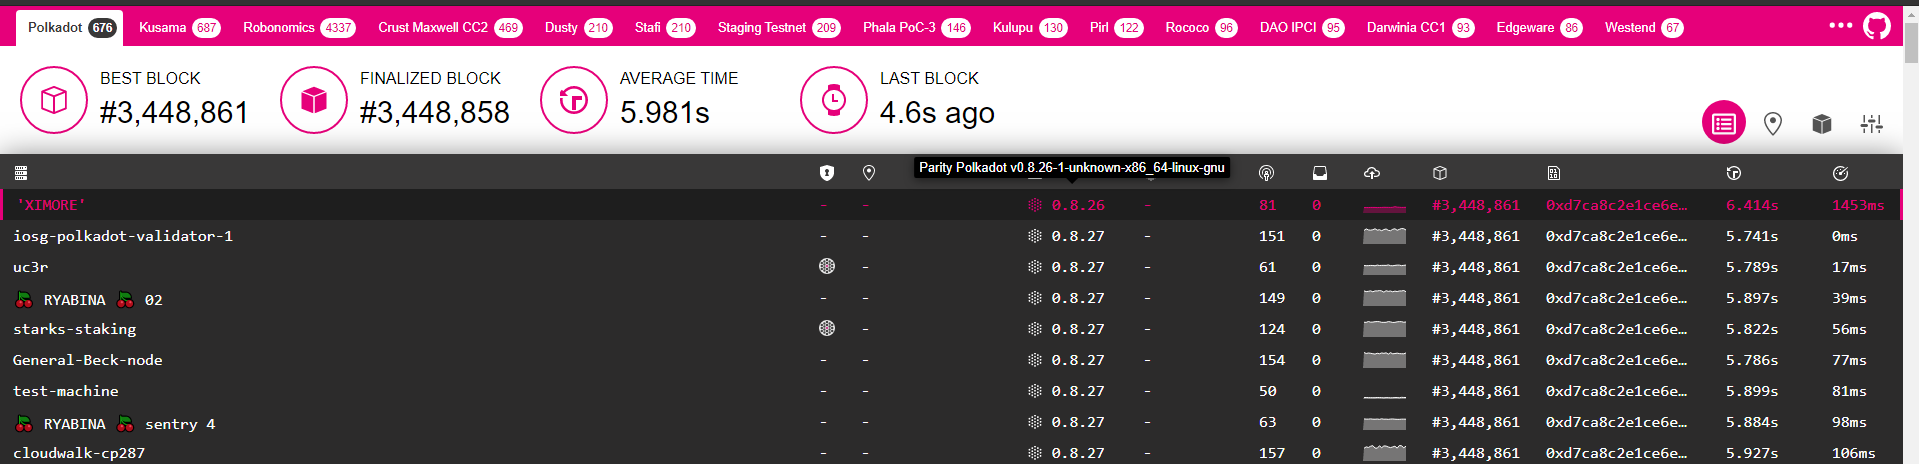 Polkadot 676 Kusama 687 Robonomics 4337 Crust Maxwell CC2 469 Dusty 210 Stafi 210 Staging Testnet 209 Phala PoC-3 146 Kulupu 130 Pirl 122 Rococo 96 DAO IPCI 95 Darwinia CC1 93 Edgeware 86 Westend 67
BEST BLOCK
#3,448,861
FINALIZED BLOCK
#3,448,858
AVERAGE TIME
5.981s
LAST BLOCK
4.6s ago
Parity Polkadot v0.8.26-1-unknown-x86_64-linux-gnu
'XIMORE' - - 0.8.26 - 81 0 #3,448,861 0xd7ca8c2e1ce6e… 6.414s 1453ms
iosg-polkadot-validator-1 - - 0.8.27 - 151 0 #3,448,861 0xd7ca8c2e1ce6e… 5.741s 0ms
uc3r - 0.8.27 - 61 0 #3,448,861 0xd7ca8c2e1ce6e… 5.789s 17ms
🍒 RYABINA 🍒 02 - - 0.8.27 - 149 0 #3,448,861 0xd7ca8c2e1ce6e… 5.897s 39ms
starks-staking - 0.8.27 - 124 0 #3,448,861 0xd7ca8c2e1ce6e… 5.822s 56ms
General-Beck-node - - 0.8.27 - 154 0 #3,448,861 0xd7ca8c2e1ce6e… 5.786s 77ms
test-machine - - 0.8.27 - 50 0 #3,448,861 0xd7ca8c2e1ce6e… 5.899s 81ms
🍒 RYABINA 🍒 sentry 4 - - 0.8.27 - 63 0 #3,448,861 0xd7ca8c2e1ce6e… 5.884s 98ms
cloudwalk-cp287 - - 0.8.27 - 157 0 #3,448,861 0xd7ca8c2e1ce6e… 5.927s 106ms